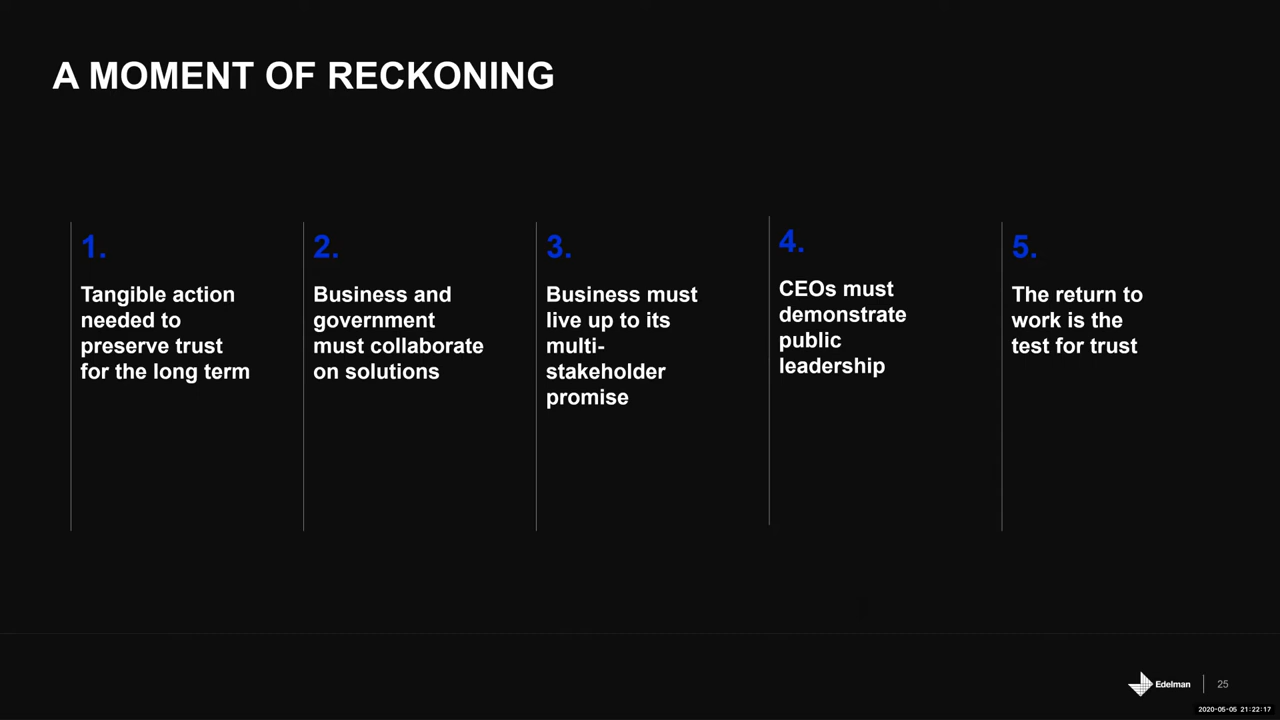 A MOMENT OF RECKONING
1.
Tangible action
needed to
preserve trust
for the long term
2.
Business and
government
must collaborate
on solutions
3.
Business must
live up to its
multi-
stakeholder
promise
4.
CEOs must
demonstrate
public
leadership
5.
The return to
work is the
test for trust
Edelman
25
2020-05-05 21:22:17